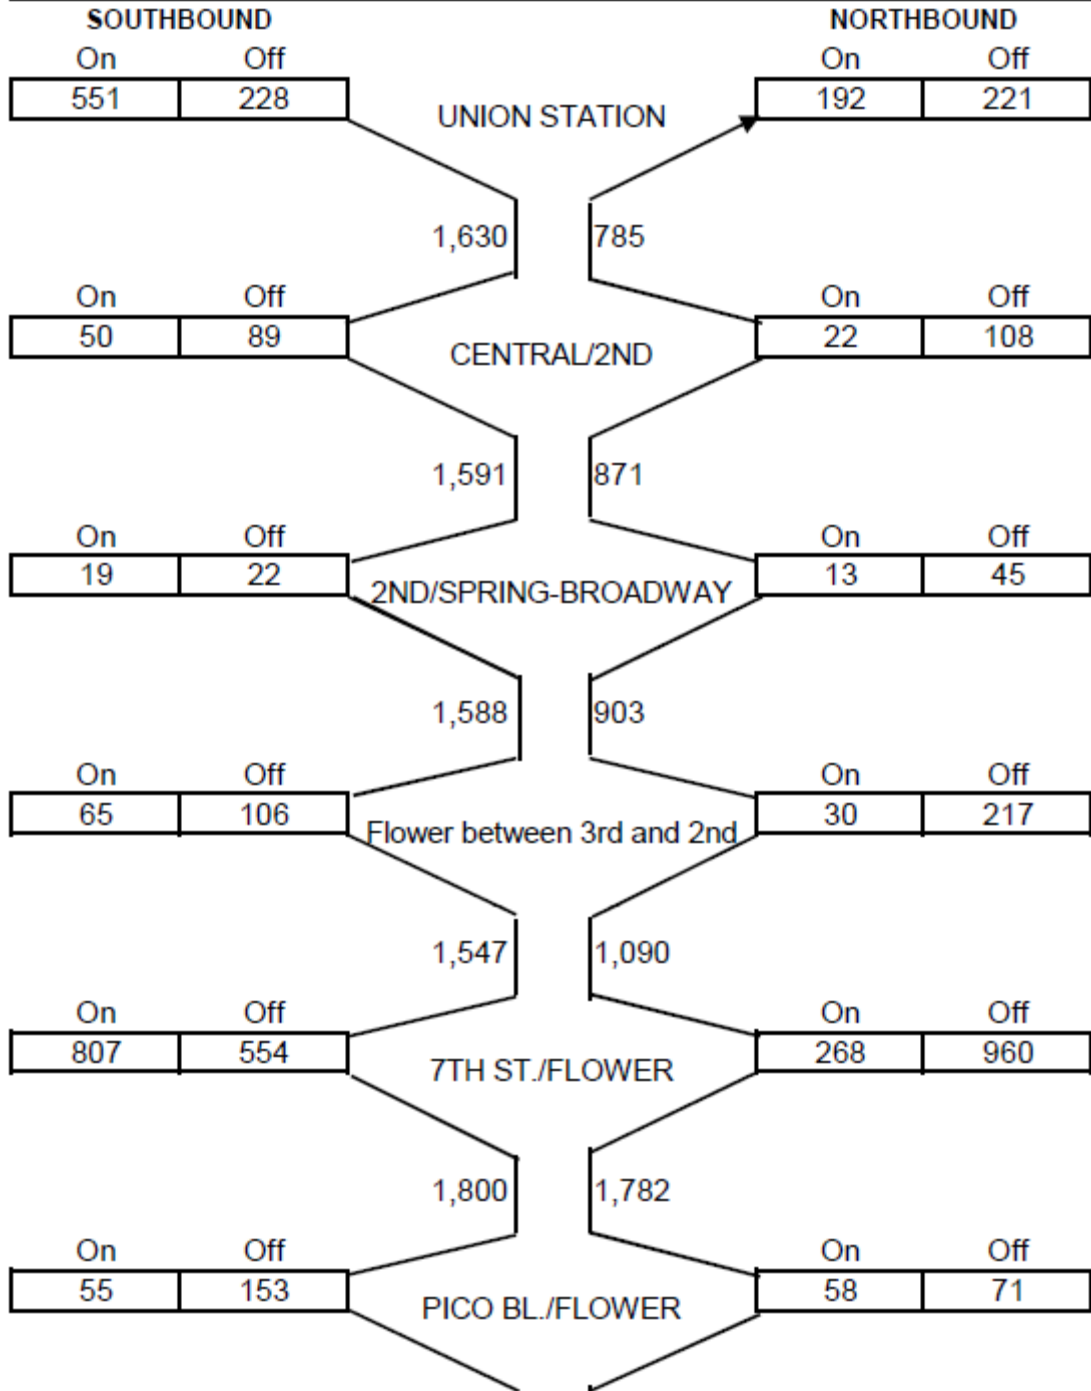 SOUTHBOUND NORTHBOUND
On Off On Off
551 228 192 221
UNION STATION
1,630 785
On Off On Off
50 89 22 108
CENTRAL/2ND
1,591 871
On Off On Off
19 22 13 45
2ND/SPRING-BROADWAY
1,588 903
On Off On Off
65 106 30 217
Flower between 3rd and 2nd
1,547 1,090
On Off On Off
807 554 268 960
7TH ST./FLOWER
1,800 1,782
On Off On Off
55 153 58 71
PICO BL./FLOWER